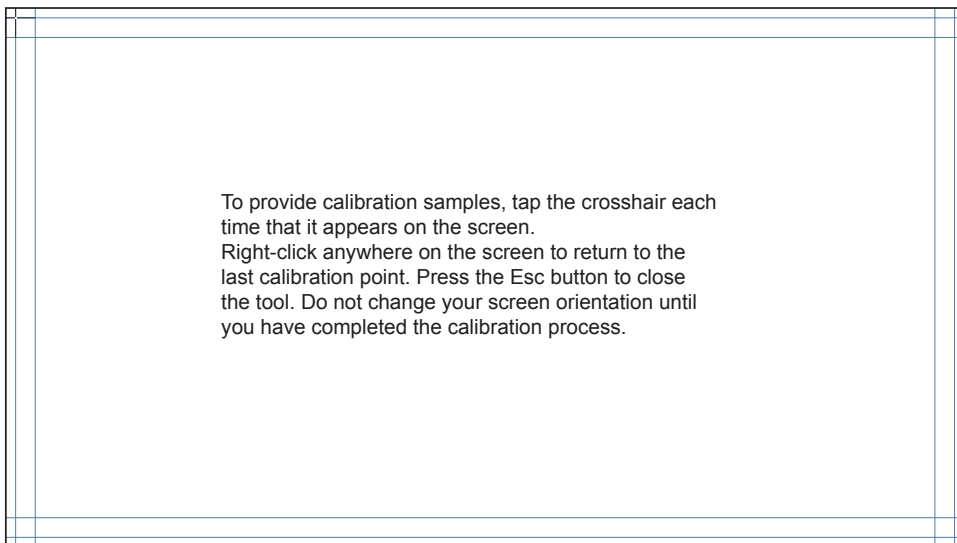 To provide calibration samples, tap the crosshair each
time that it appears on the screen.
Right-click anywhere on the screen to return to the
last calibration point. Press the Esc button to close
the tool. Do not change your screen orientation until
you have completed the calibration process.